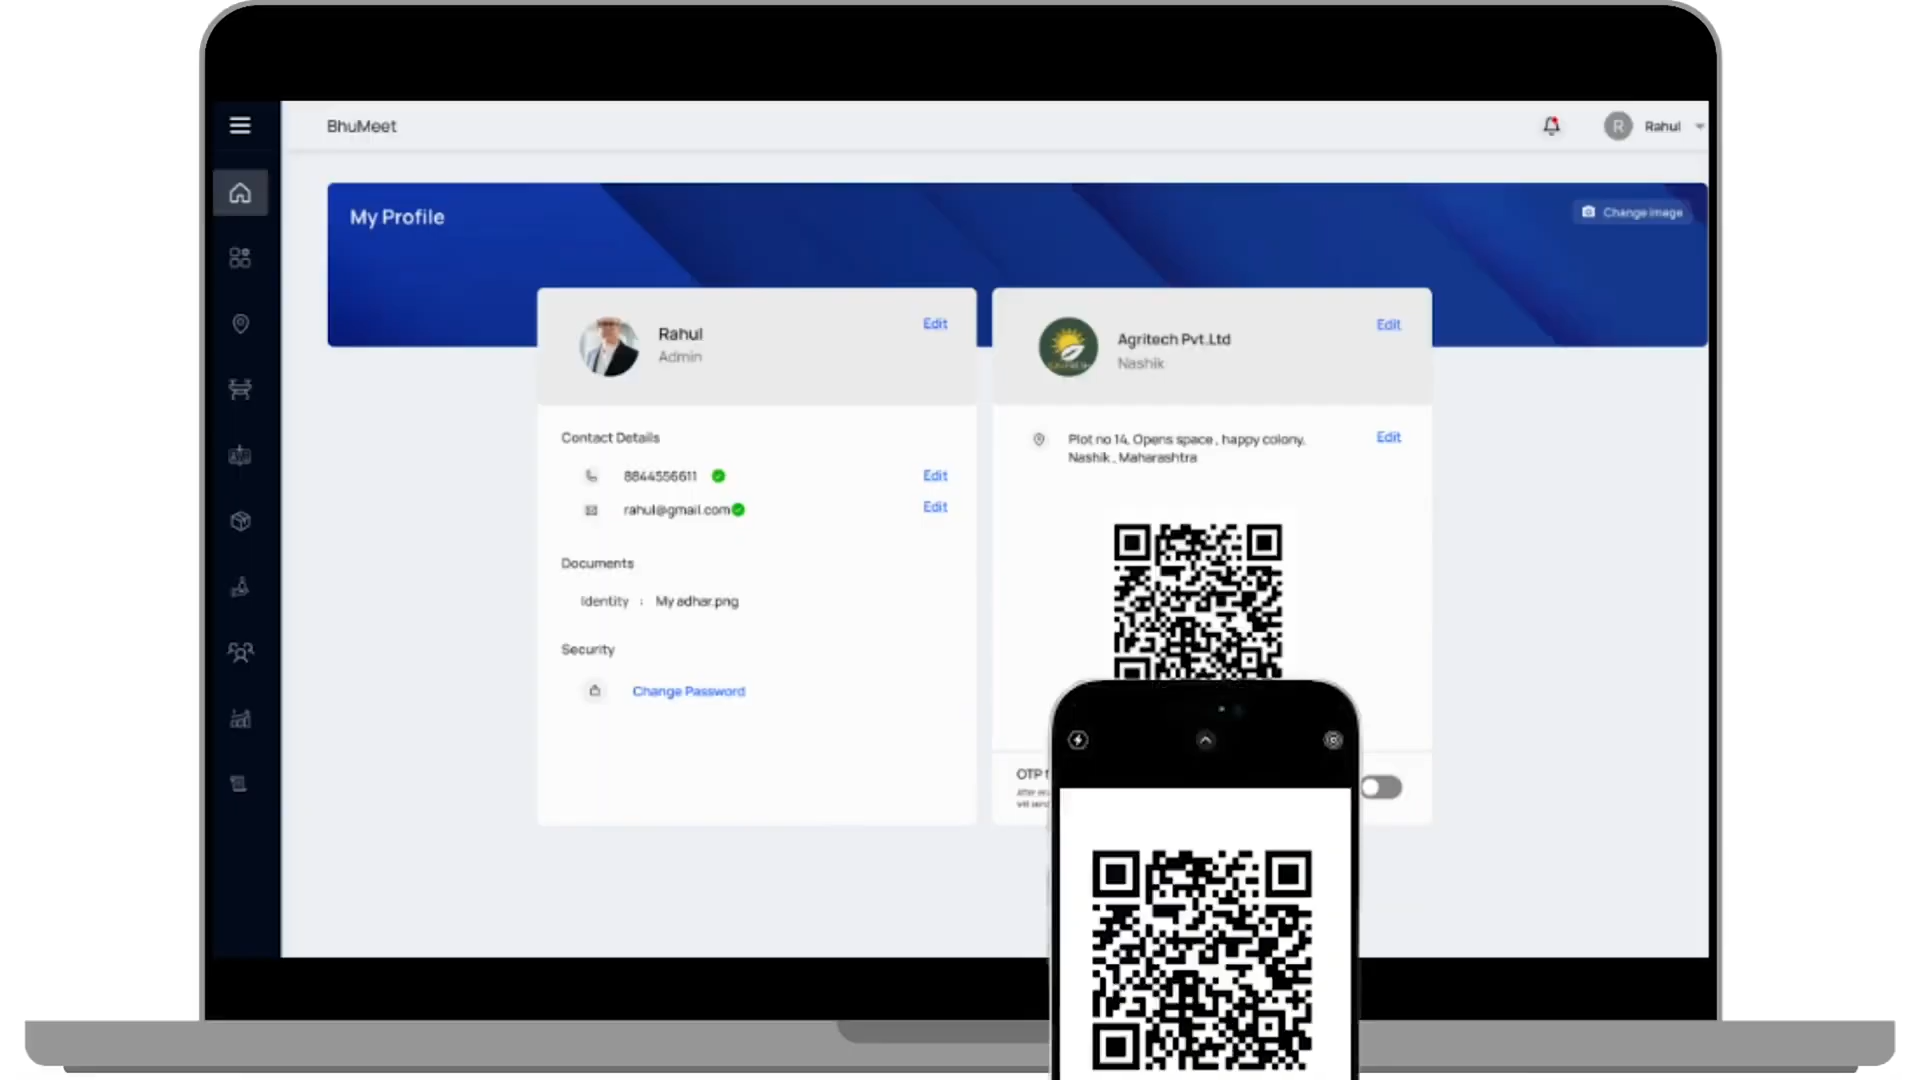 BhuMeet
R Rahul
My Profile
Change image
Rahul
Admin
Edit
Contact Details
8844556611
Edit
rahul@gmail.com
Edit
Documents
Identity : My adhar.png
Security
Change Password
Agritech Pvt.Ltd
Nashik
Edit
Plot no 14, Opens space , happy colony,
Nashik , Maharashtra
Edit
OTP